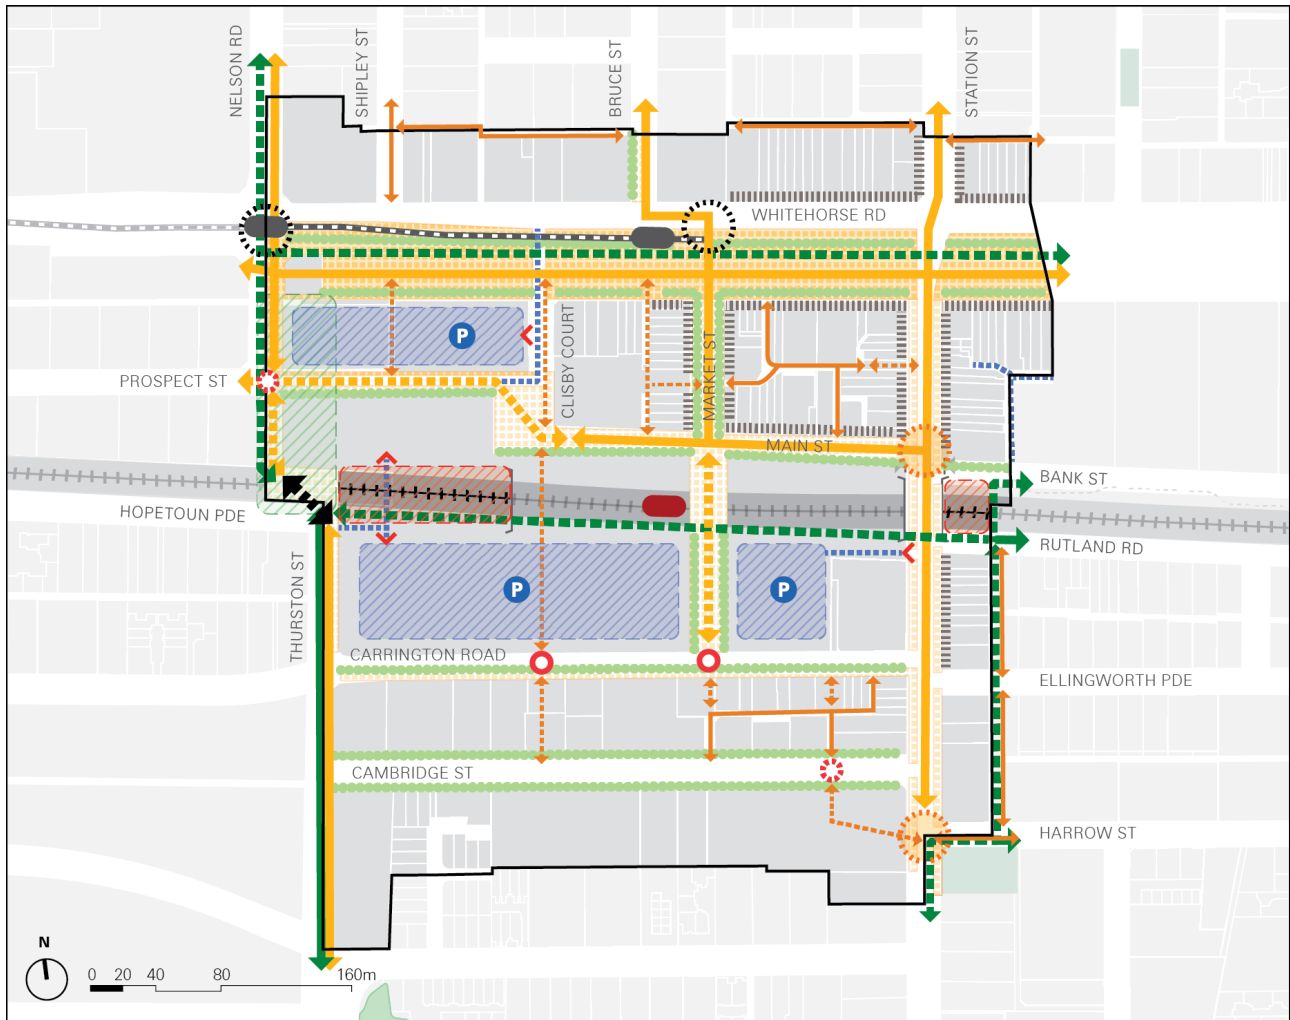 NELSON RD
SHIPLEY ST
BRUCE ST
STATION ST
WHITEHORSE RD
P
CLISBY COURT
MARKET ST
PROSPECT ST
MAIN ST
BANK ST
HOPETOUN PDE
RUTLAND RD
THURSTON ST
P
P
CARRINGTON ROAD
ELLINGWORTH PDE
CAMBRIDGE ST
HARROW ST
N
0 20 40 80 160m